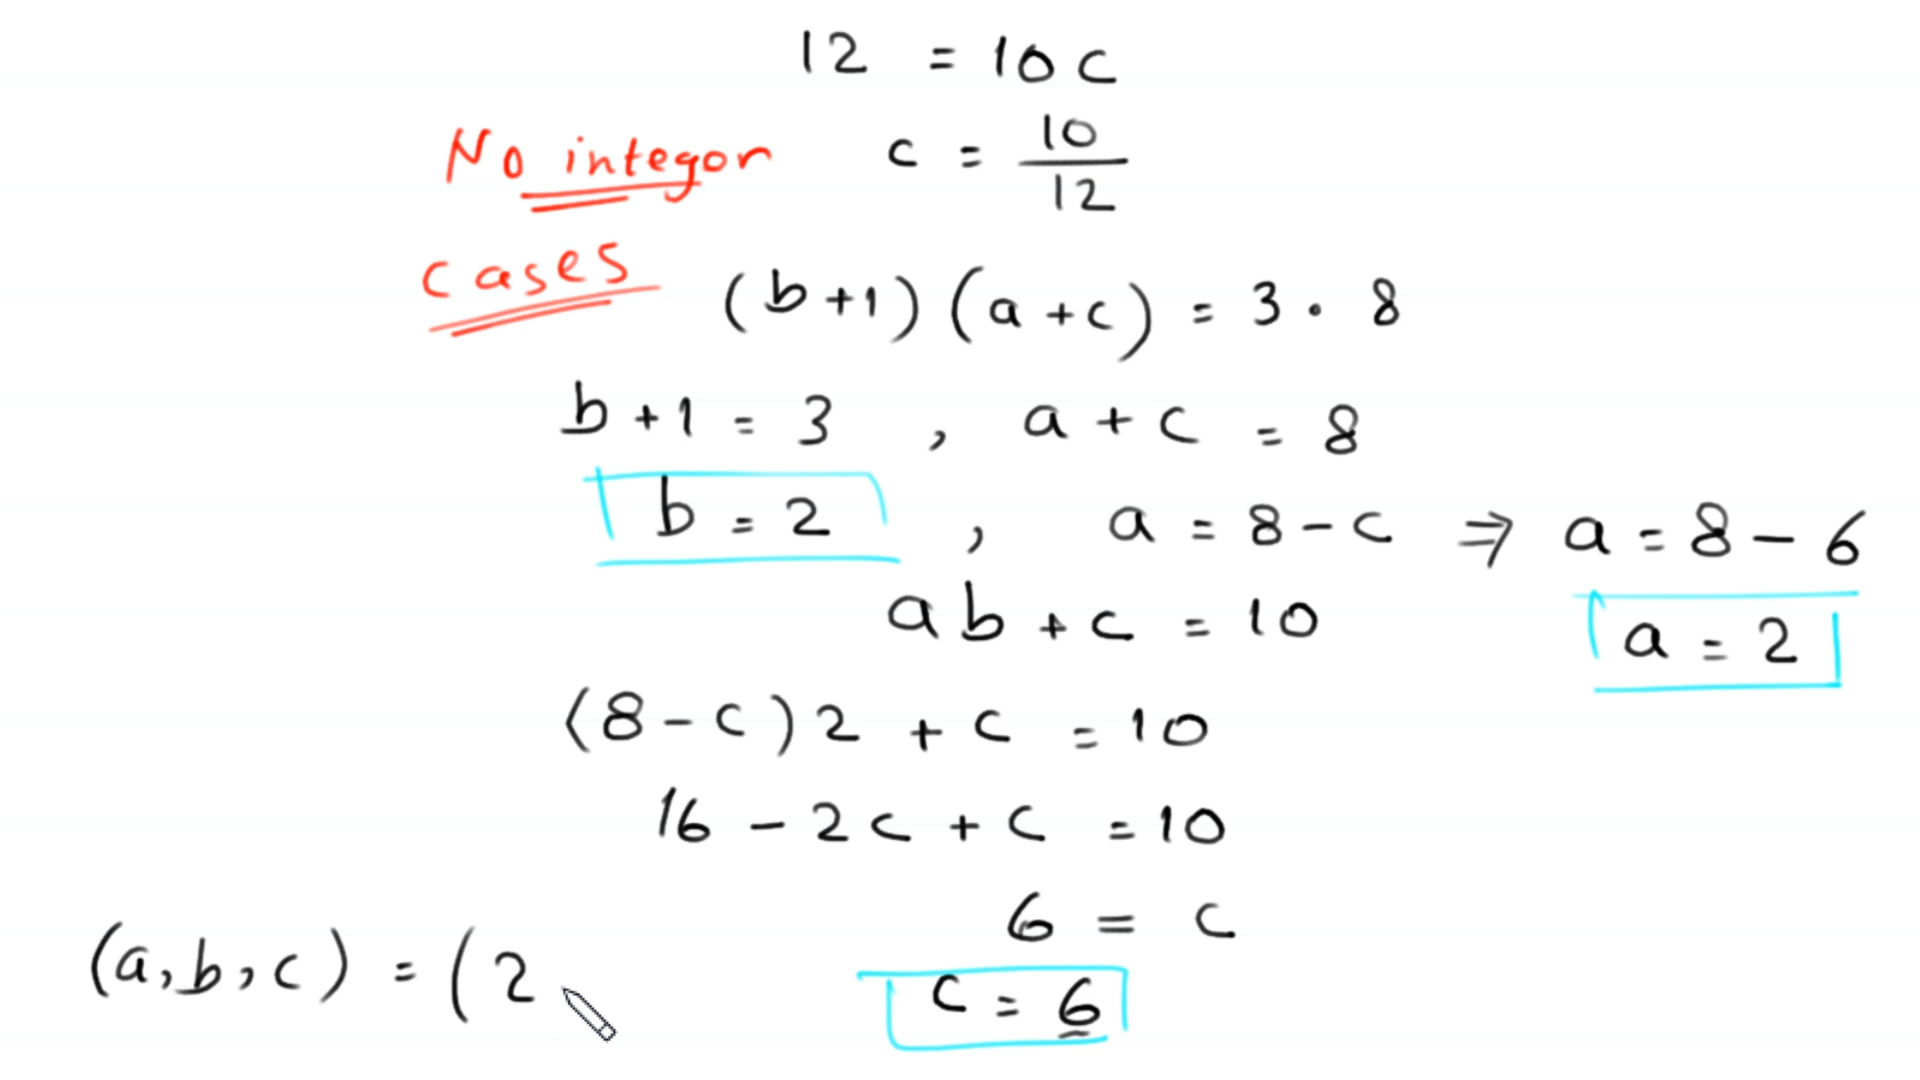 12 = 10c
No integer
c = 10/12
cases
(b+1)(a+c) = 3 · 8
b+1 = 3 , a + c = 8
b = 2 , a = 8 - c ⇒ a = 8 - 6
a = 2
ab + c = 10
(8 - c)2 + c = 10
16 - 2c + c = 10
6 = c
c = 6
(a,b,c) = (2